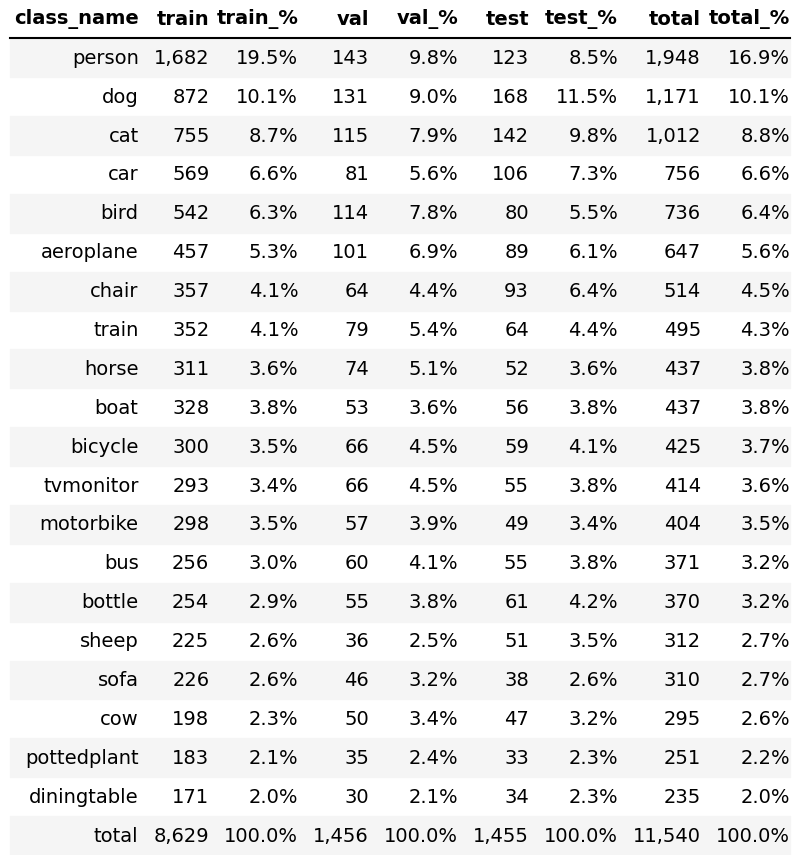 class_name train train_% val val_% test test_% total total_%
person 1,682 19.5% 143 9.8% 123 8.5% 1,948 16.9%
dog 872 10.1% 131 9.0% 168 11.5% 1,171 10.1%
cat 755 8.7% 115 7.9% 142 9.8% 1,012 8.8%
car 569 6.6% 81 5.6% 106 7.3% 756 6.6%
bird 542 6.3% 114 7.8% 80 5.5% 736 6.4%
aeroplane 457 5.3% 101 6.9% 89 6.1% 647 5.6%
chair 357 4.1% 64 4.4% 93 6.4% 514 4.5%
train 352 4.1% 79 5.4% 64 4.4% 495 4.3%
horse 311 3.6% 74 5.1% 52 3.6% 437 3.8%
boat 328 3.8% 53 3.6% 56 3.8% 437 3.8%
bicycle 300 3.5% 66 4.5% 59 4.1% 425 3.7%
tvmonitor 293 3.4% 66 4.5% 55 3.8% 414 3.6%
motorbike 298 3.5% 57 3.9% 49 3.4% 404 3.5%
bus 256 3.0% 60 4.1% 55 3.8% 371 3.2%
bottle 254 2.9% 55 3.8% 61 4.2% 370 3.2%
sheep 225 2.6% 36 2.5% 51 3.5% 312 2.7%
sofa 226 2.6% 46 3.2% 38 2.6% 310 2.7%
cow 198 2.3% 50 3.4% 47 3.2% 295 2.6%
pottedplant 183 2.1% 35 2.4% 33 2.3% 251 2.2%
diningtable 171 2.0% 30 2.1% 34 2.3% 235 2.0%
total 8,629 100.0% 1,456 100.0% 1,455 100.0% 11,540 100.0%